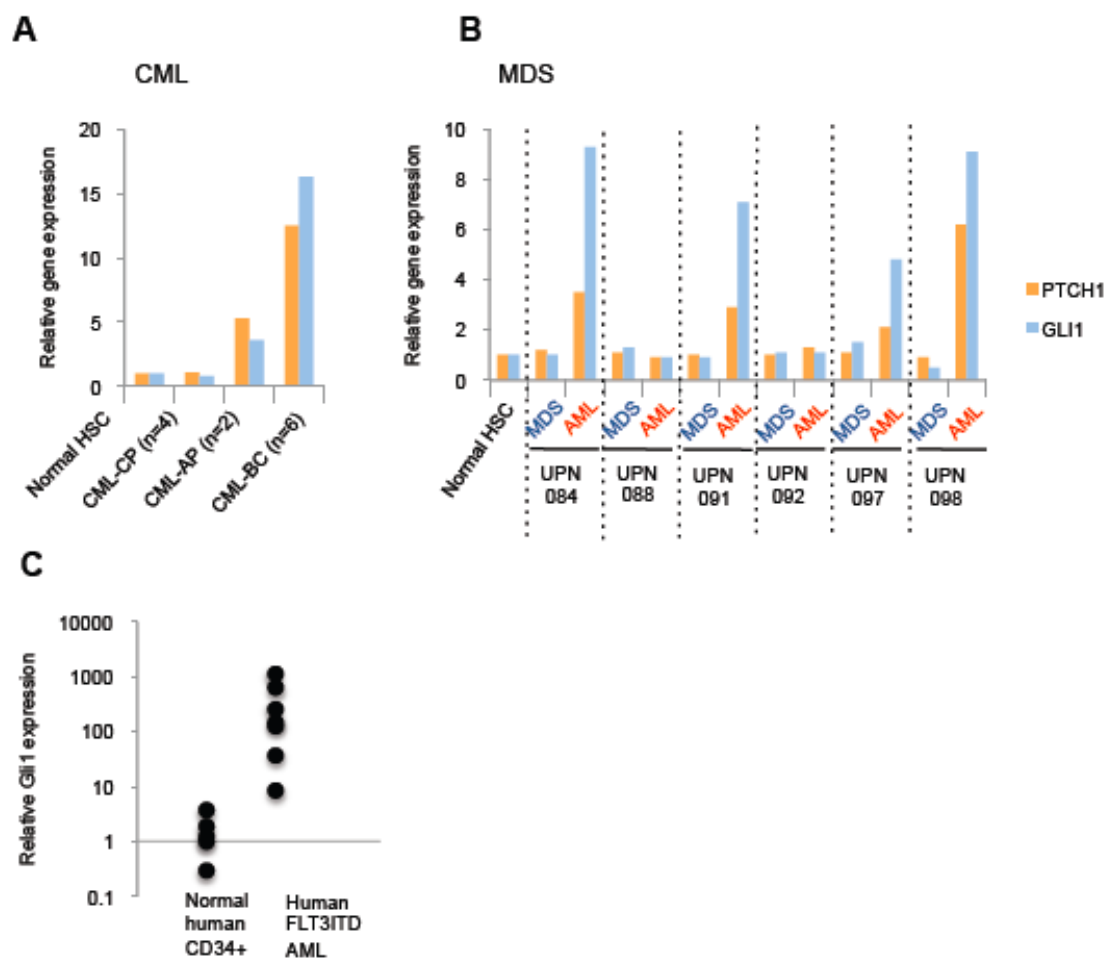 A
B
CML
MDS
Relative gene expression
20
15
10
5
0
Normal HSC
CML-CP (n=4)
CML-AP (n=2)
CML-BC (n=6)
Relative gene expression
10
8
6
4
2
0
Normal HSC
MDS AML MDS AML MDS AML MDS AML MDS AML MDS AML
UPN UPN UPN UPN UPN UPN
084 088 091 092 097 098
PTCH1
GLI1
C
Relative Gli1 expression
10000
1000
100
10
1
0.1
Normal Human
human FLT3ITD
CD34+ AML